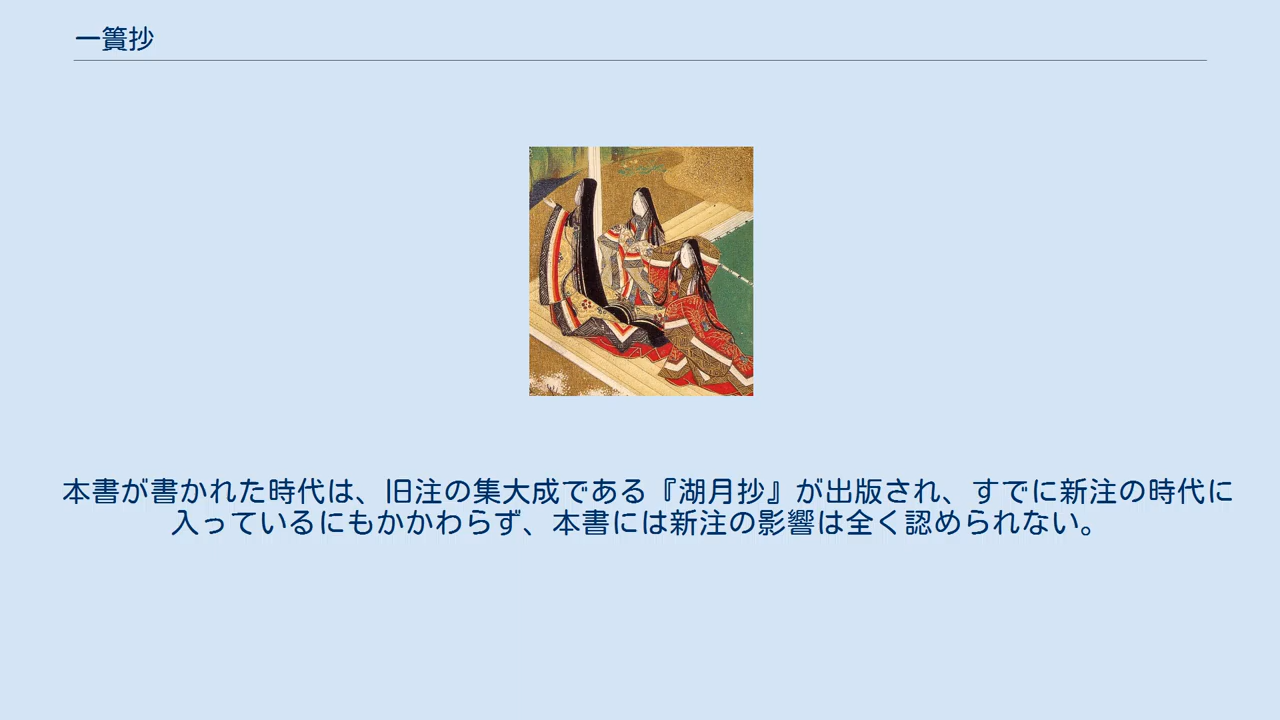 一簣抄
本書が書かれた時代は、旧注の集大成である『湖月抄』が出版され、すでに新注の時代に
入っているにもかかわらず、本書には新注の影響は全く認められない。